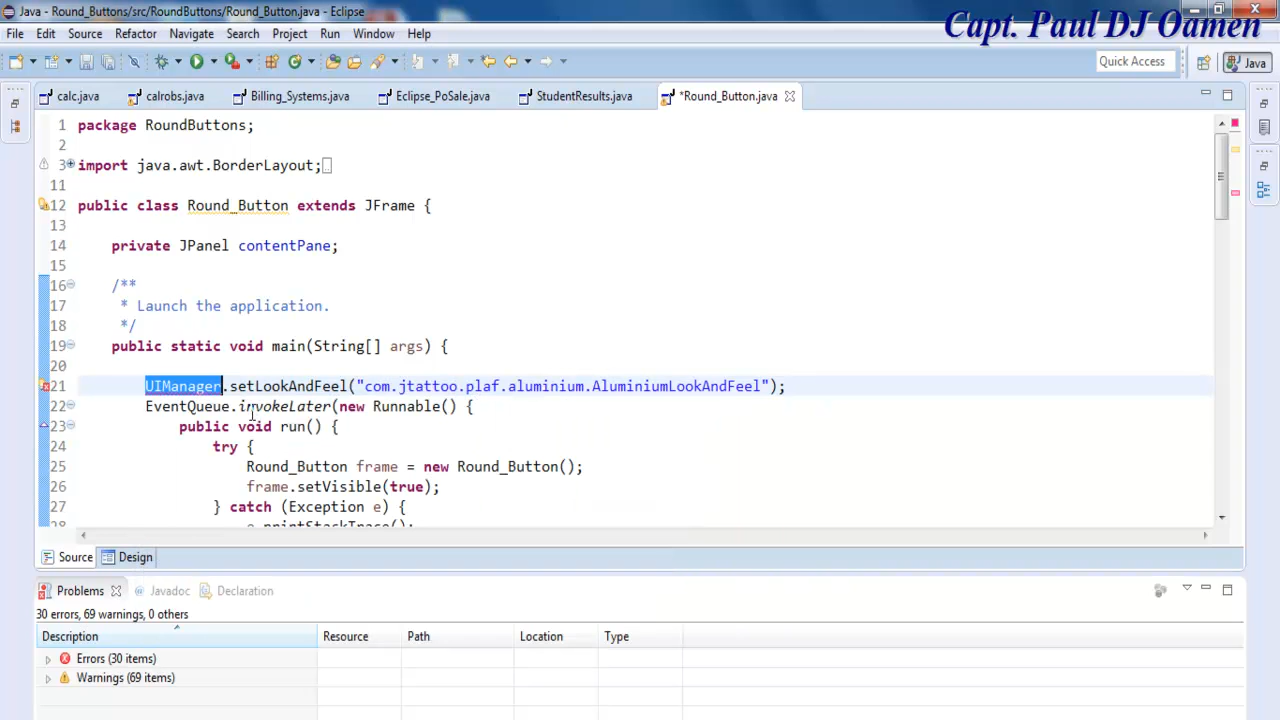 Java - Round_Buttons/src/RoundButtons/Round_Button.java - Eclipse
Capt. Paul DJ Oamen
File Edit Source Refactor Navigate Search Project Run Window Help
Quick Access
Java
calc.java calrobs.java Billing_Systems.java Eclipse_PoSale.java StudentResults.java *Round_Button.java
1 package RoundButtons;
2
3 import java.awt.BorderLayout;
11
12 public class Round_Button extends JFrame {
13
14 private JPanel contentPane;
15
16 /**
17 * Launch the application.
18 */
19 public static void main(String[] args) {
20
21 UIManager.setLookAndFeel("com.jtattoo.plaf.aluminium.AluminiumLookAndFeel");
22 EventQueue.invokeLater(new Runnable() {
23 public void run() {
24 try {
25 Round_Button frame = new Round_Button();
26 frame.setVisible(true);
27 } catch (Exception e) {
28 e.printStackTrace();
Source Design
Problems @ Javadoc Declaration
30 errors, 69 warnings, 0 others
Description Resource Path Location Type
Errors (30 items)
Warnings (69 items)